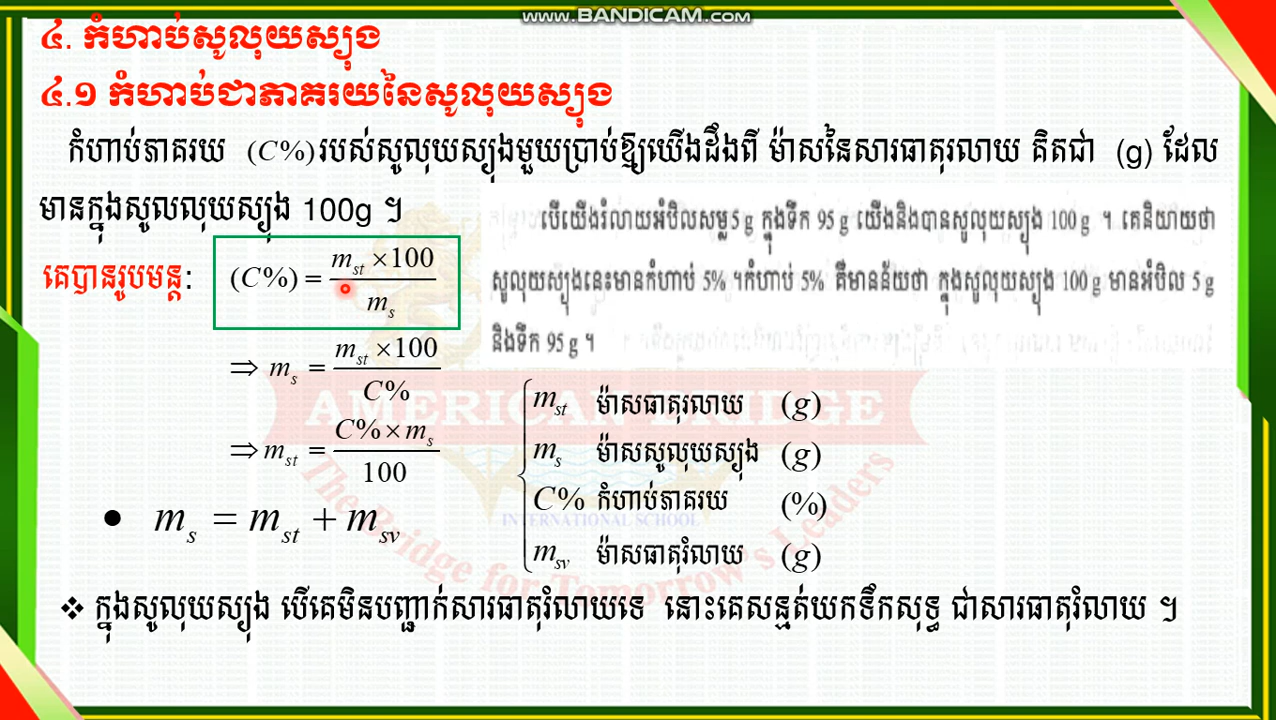 WWW.BANDICAM.COM
៤. កំហាប់សូលុយស្យុង
៤.១ កំហាប់ជាភាគរយនៃសូលុយស្យុង
កំហាប់ភាគរយ (C%) របស់សូលុយស្យុងមួយប្រាប់ឱ្យយើងដឹងពី ម៉ាសនៃសារធាតុរលាយ គិតជា (g) ដែល
មានក្នុងសូលលុយស្យុង 100g ។
បើយើងរំលាយអំបិលសម្ល 5 g ក្នុងទឹក 95 g យើងនិងបានសូលុយស្យុង 100 g ។ គេនិយាយថា
សូលុយស្យុងនេះមានកំហាប់ 5% ។កំហាប់ 5% គឺមានន័យថា ក្នុងសូលុយស្យុង 100 g មានអំបិល 5 g
និងទឹក 95 g ។
គេបានរូបមន្ត: (C%) = m_st × 100 / m_s
⇒ m_s = m_st × 100 / C%
⇒ m_st = C% × m_s / 100
• m_s = m_st + m_sv
m_st ម៉ាសធាតុរលាយ (g)
m_s ម៉ាសសូលុយស្យុង (g)
C% កំហាប់ភាគរយ (%)
m_sv ម៉ាសធាតុរំលាយ (g)
❖ ក្នុងសូលុយស្យុង បើគេមិនបញ្ជាក់សារធាតុរំលាយទេ នោះគេសន្មត់យកទឹកសុទ្ធ ជាសារធាតុរំលាយ ។
AMERICAN BRIDGE
INTERNATIONAL SCHOOL
The Bridge for Tomorrow's Leaders